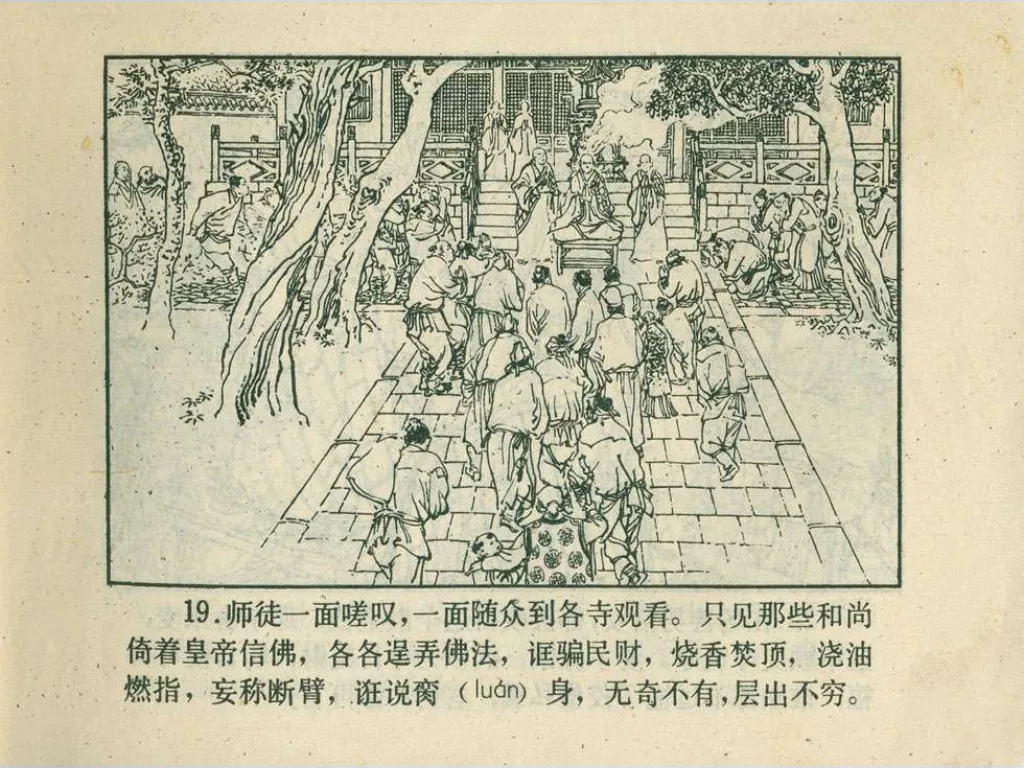 19.师徒一面嗟叹，一面随众到各寺观看。只见那些和尚
倚着皇帝信佛，各各逞弄佛法，诓骗民财，烧香焚顶，浇油
燃指，妄称断臂，诳说脔（luán）身，无奇不有，层出不穷。